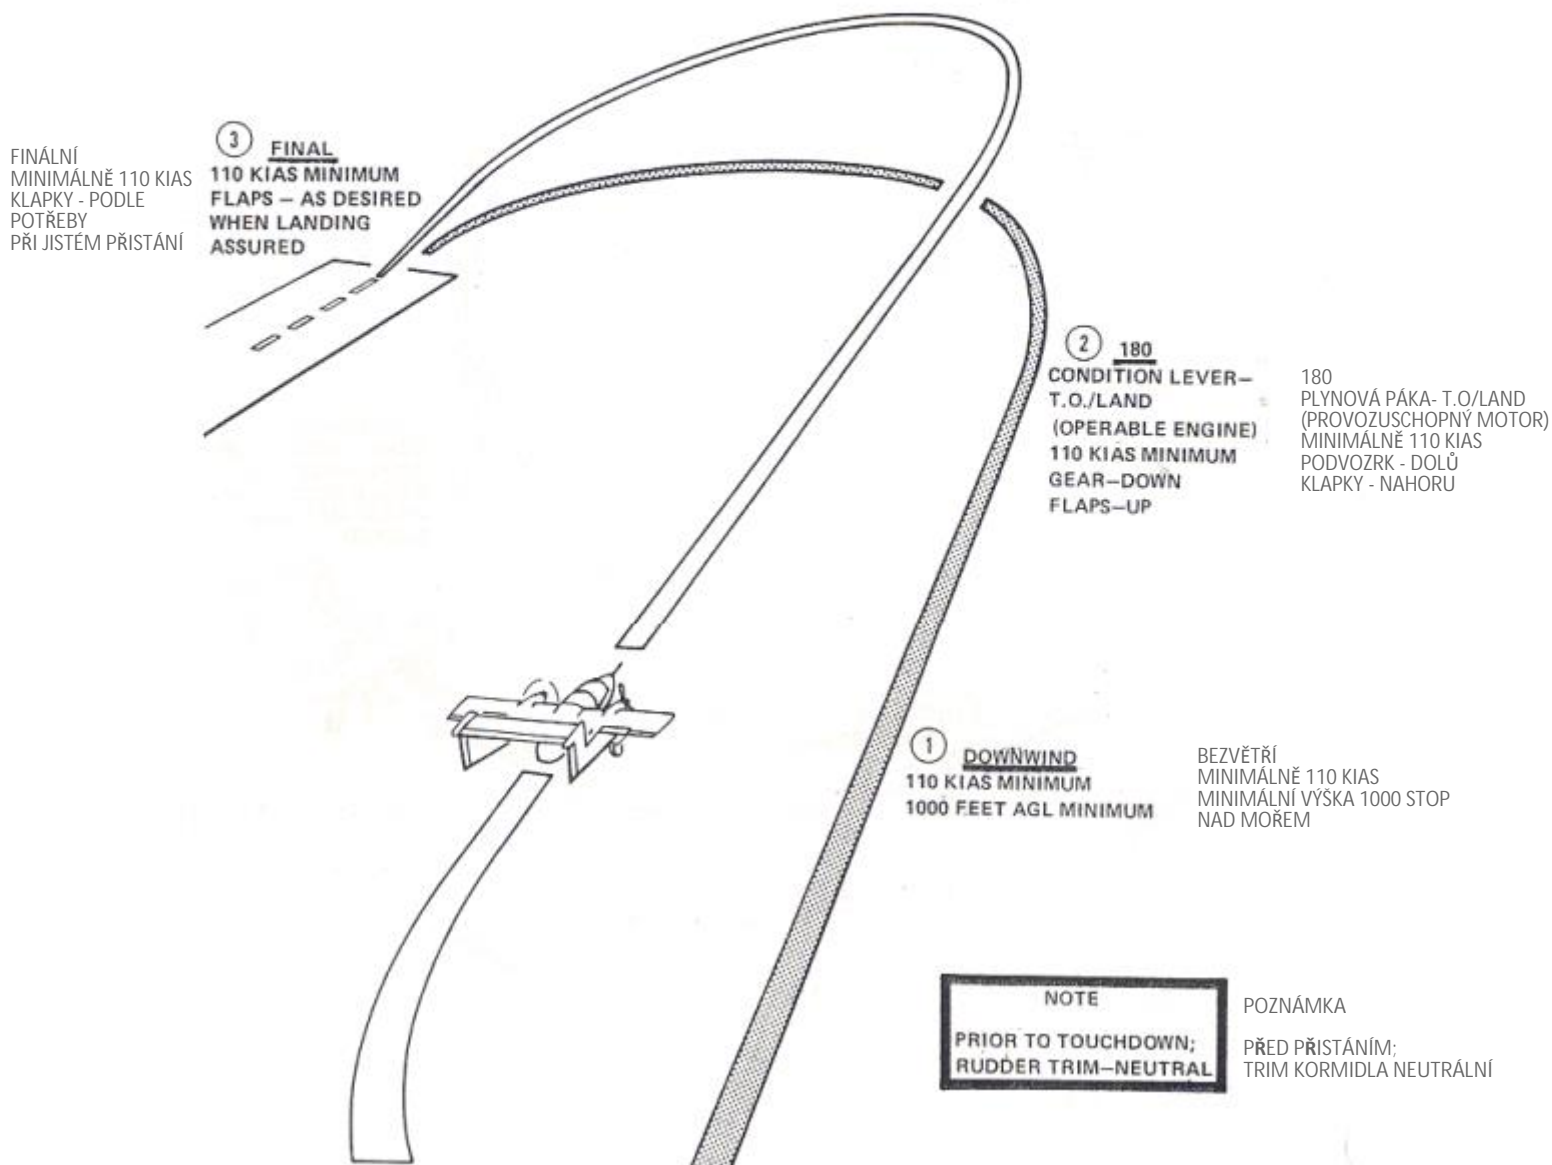 FINÁLNÍ
MINIMÁLNĚ 110 KIAS
KLAPKY - PODLE
POTŘEBY
PŘI JISTÉM PŘISTÁNÍ
3 FINAL
110 KIAS MINIMUM
FLAPS – AS DESIRED
WHEN LANDING
ASSURED
2 180
CONDITION LEVER–
T.O./LAND
(OPERABLE ENGINE)
110 KIAS MINIMUM
GEAR–DOWN
FLAPS–UP
180
PLYNOVÁ PÁKA- T.O/LAND
(PROVOZUSCHOPNÝ MOTOR)
MINIMÁLNĚ 110 KIAS
PODVOZRK - DOLŮ
KLAPKY - NAHORU
1 DOWNWIND
110 KIAS MINIMUM
1000 FEET AGL MINIMUM
BEZVĚTŘÍ
MINIMÁLNĚ 110 KIAS
MINIMÁLNÍ VÝŠKA 1000 STOP
NAD MOŘEM
NOTE
PRIOR TO TOUCHDOWN;
RUDDER TRIM–NEUTRAL
POZNÁMKA
PŘED PŘISTÁNÍM;
TRIM KORMIDLA NEUTRÁLNÍ